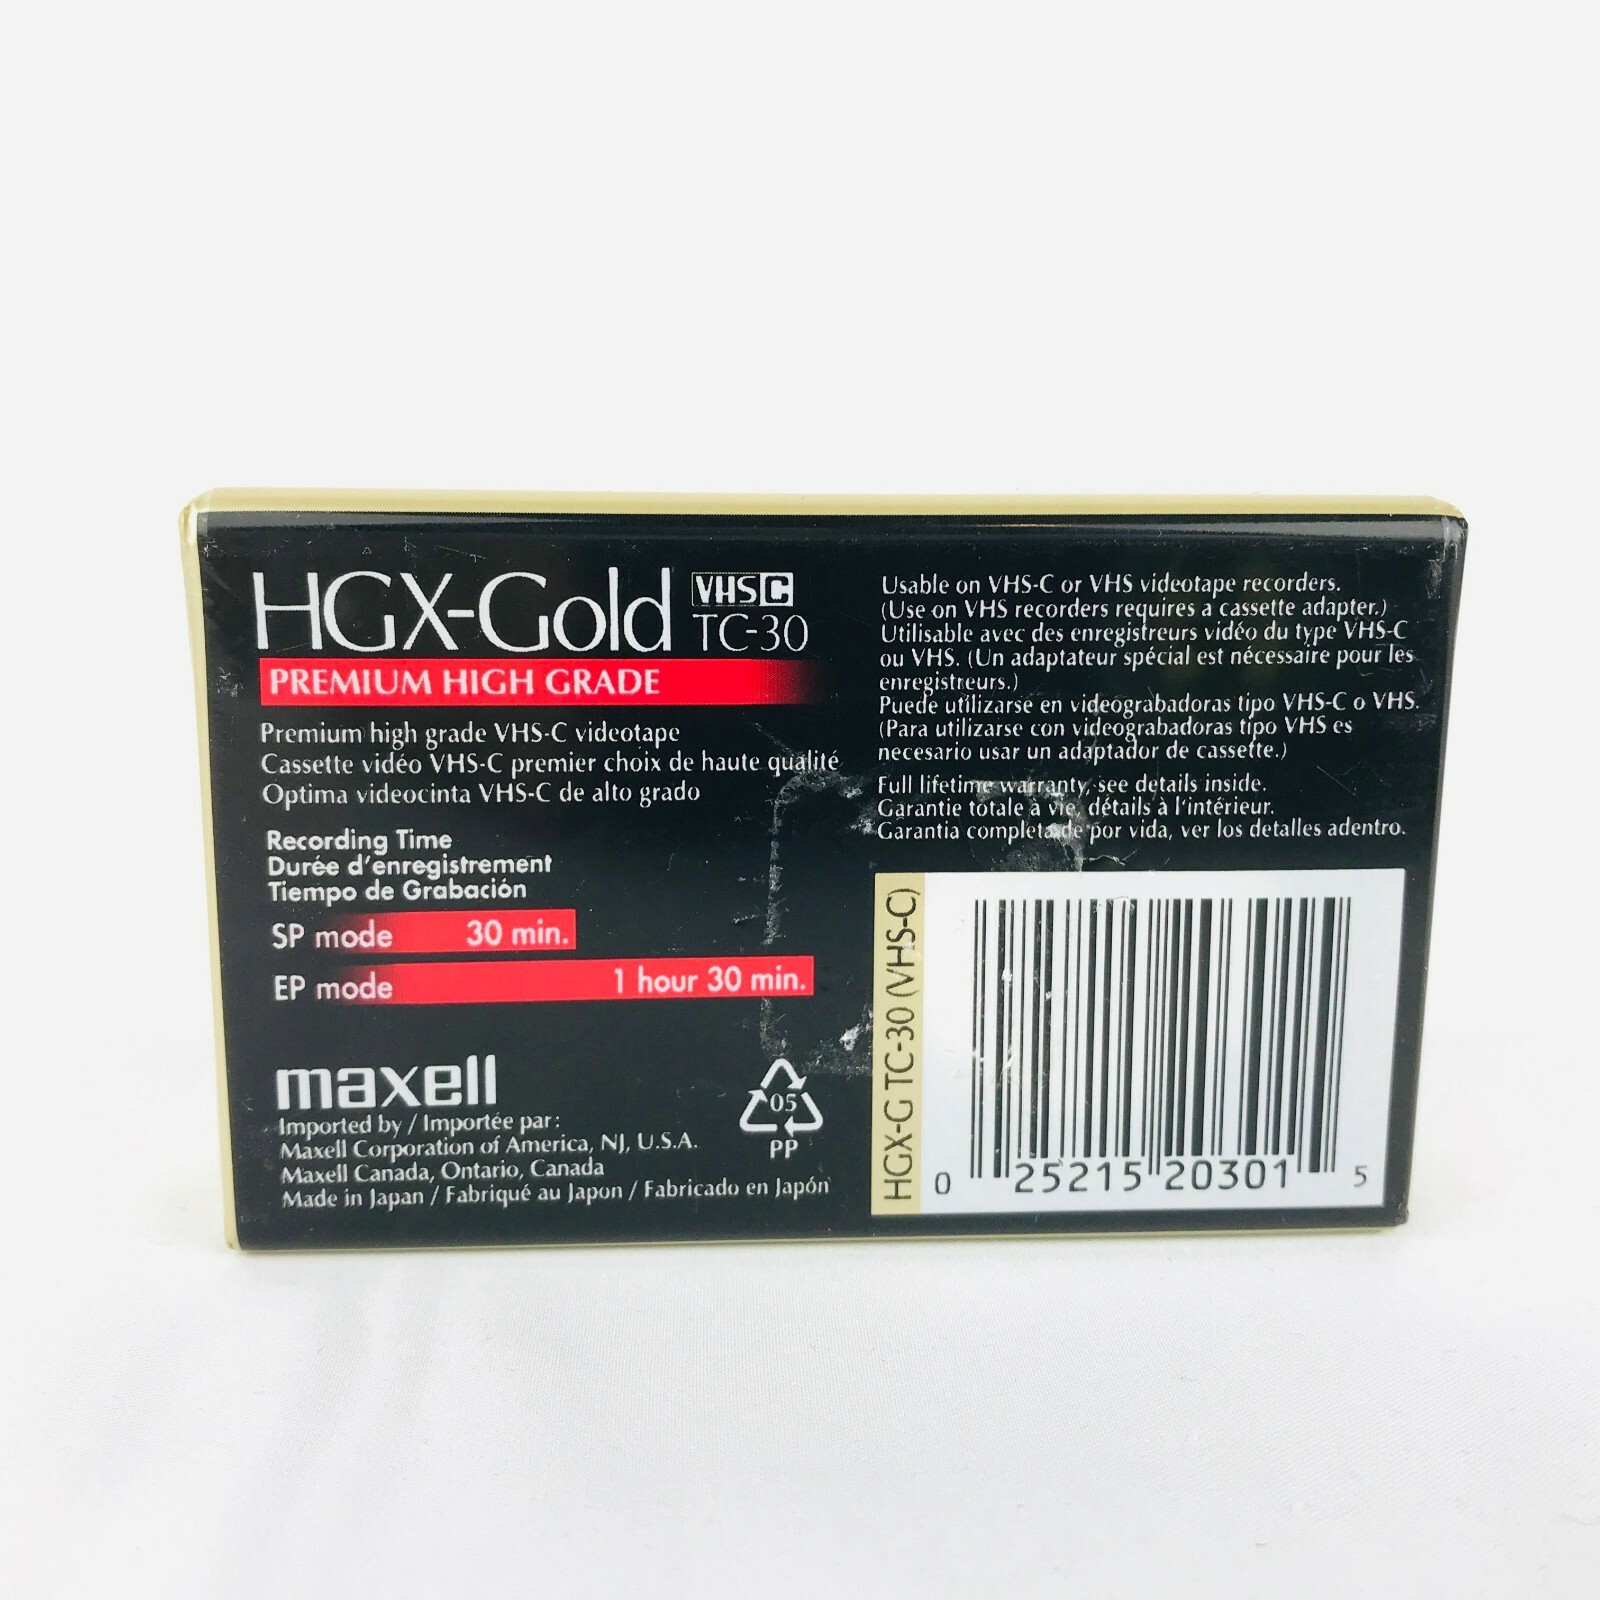 HGX-Gold VHS C
TC-30
PREMIUM HIGH GRADE
Premium high grade VHS-C videotape
Cassette vidéo VHS-C premier choix de haute qualité
Optima videocinta VHS-C de alto grado
Recording Time
Durée d'enregistrement
Tiempo de Grabación
SP mode 30 min.
EP mode 1 hour 30 min.
maxell
Imported by / Importée par:
Maxell Corporation of America, NJ, U.S.A.
Maxell Canada, Ontario, Canada
Made in Japan / Fabriqué au Japon / Fabricado en Japón
05
PP
Usable on VHS-C or VHS videotape recorders.
(Use on VHS recorders requires a cassette adapter.)
Utilisable avec des enregistreurs vidéo du type VHS-C
ou VHS. (Un adaptateur spécial est nécessaire pour les
enregistreurs.)
Puede utilizarse en videograbadoras tipo VHS-C o VHS.
(Para utilizarse con videograbadoras tipo VHS es
necesario usar un adaptador de cassette.)
Full lifetime warranty, see details inside.
Garantie totale à vie, détails à l'intérieur.
Garantia completa de por vida, ver los detalles adentro.
HGX-G TC-30 (VHS-C)
0 25215 20301 5